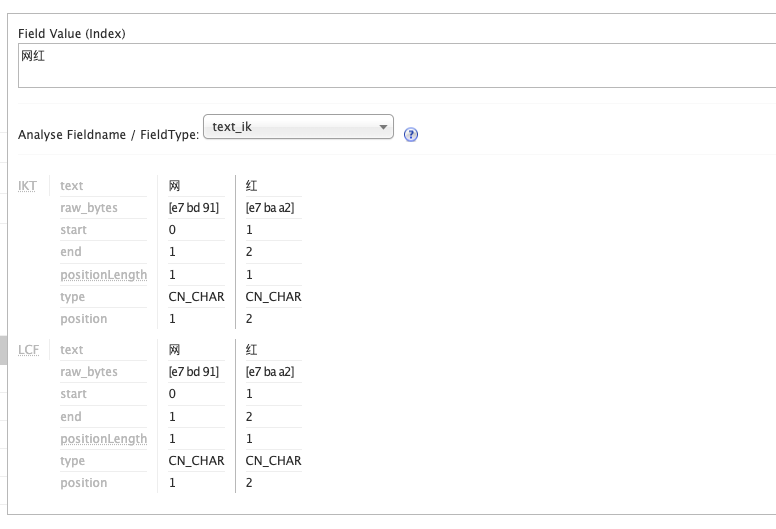 Field Value (Index)
网红
Analyse Fieldname / FieldType: text_ik ?
IKT text 网 红
raw_bytes [e7 bd 91] [e7 ba a2]
start 0 1
end 1 2
positionLength 1 1
type CN_CHAR CN_CHAR
position 1 2
LCF text 网 红
raw_bytes [e7 bd 91] [e7 ba a2]
start 0 1
end 1 2
positionLength 1 1
type CN_CHAR CN_CHAR
position 1 2